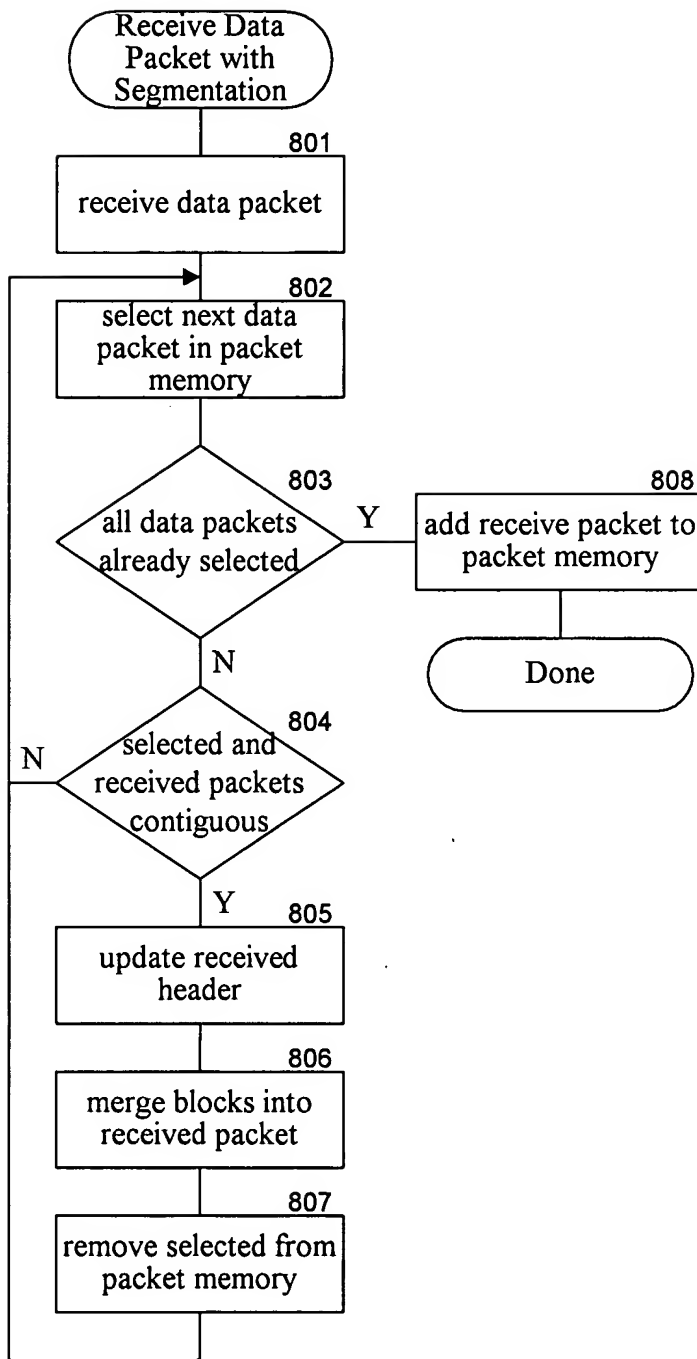 Receive Data
Packet with
Segmentation
801
receive data packet
802
select next data
packet in packet
memory
803
all data packets
already selected
Y
808
add receive packet to
packet memory
N
Done
804
selected and
received packets
contiguous
N
Y
805
update received
header
806
merge blocks into
received packet
807
remove selected from
packet memory